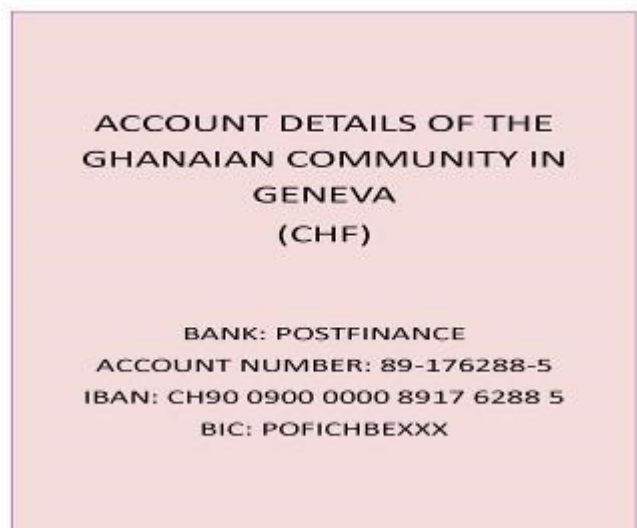 ACCOUNT DETAILS OF THE
GHANAIAN COMMUNITY IN
GENEVA
(CHF)
BANK: POSTFINANCE
ACCOUNT NUMBER: 89-176288-5
IBAN: CH90 0900 0000 8917 6288 5
BIC: POFICHBEXXX